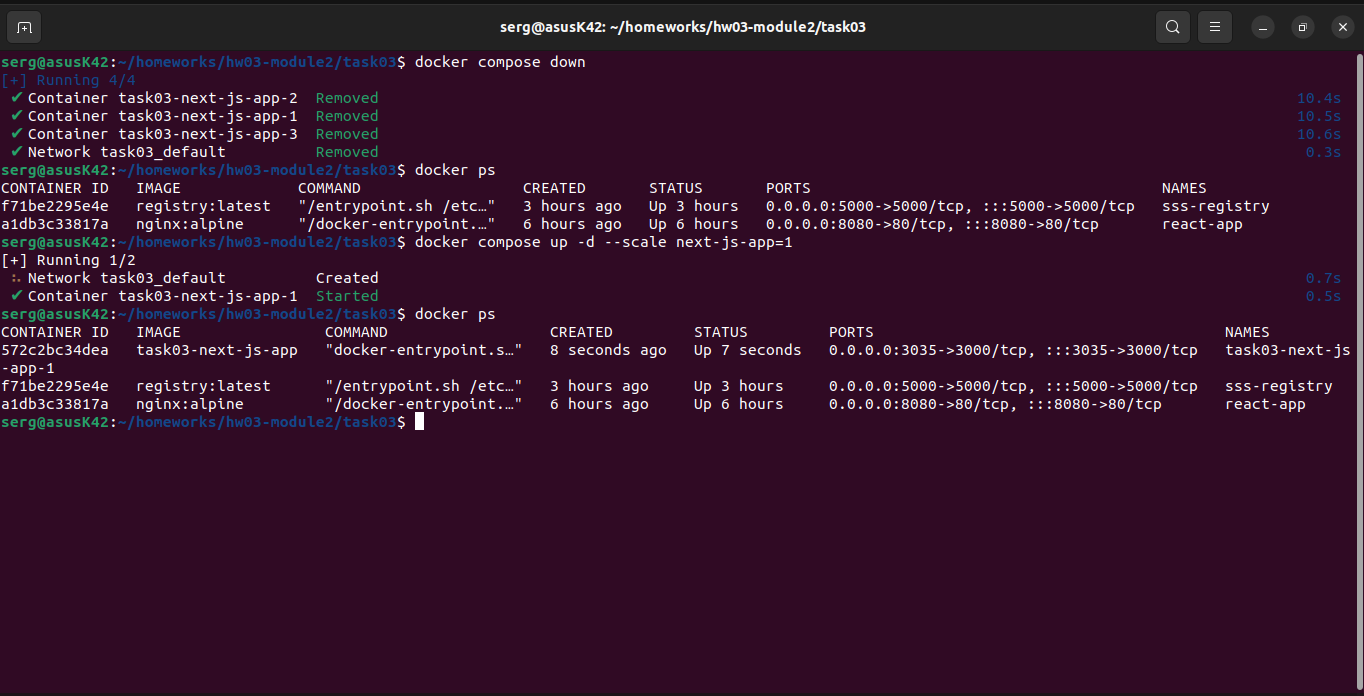 serg@asusK42: ~/homeworks/hw03-module2/task03
serg@asusK42:~/homeworks/hw03-module2/task03$ docker compose down
[+] Running 4/4
✔ Container task03-next-js-app-2  Removed  10.4s
✔ Container task03-next-js-app-1  Removed  10.5s
✔ Container task03-next-js-app-3  Removed  10.6s
✔ Network task03_default          Removed  0.3s
serg@asusK42:~/homeworks/hw03-module2/task03$ docker ps
CONTAINER ID   IMAGE             COMMAND                  CREATED       STATUS       PORTS                                       NAMES
f71be2295e4e   registry:latest   "/entrypoint.sh /etc…"   3 hours ago   Up 3 hours   0.0.0.0:5000->5000/tcp, :::5000->5000/tcp   sss-registry
a1db3c33817a   nginx:alpine      "/docker-entrypoint.…"   6 hours ago   Up 6 hours   0.0.0.0:8080->80/tcp, :::8080->80/tcp       react-app
serg@asusK42:~/homeworks/hw03-module2/task03$ docker compose up -d --scale next-js-app=1
[+] Running 1/2
⠢ Network task03_default          Created  0.7s
✔ Container task03-next-js-app-1  Started  0.5s
serg@asusK42:~/homeworks/hw03-module2/task03$ docker ps
CONTAINER ID   IMAGE                COMMAND                  CREATED         STATUS         PORTS                                       NAMES
572c2bc34dea   task03-next-js-app   "docker-entrypoint.s…"   8 seconds ago   Up 7 seconds   0.0.0.0:3035->3000/tcp, :::3035->3000/tcp   task03-next-js
-app-1
f71be2295e4e   registry:latest      "/entrypoint.sh /etc…"   3 hours ago     Up 3 hours     0.0.0.0:5000->5000/tcp, :::5000->5000/tcp   sss-registry
a1db3c33817a   nginx:alpine         "/docker-entrypoint.…"   6 hours ago     Up 6 hours     0.0.0.0:8080->80/tcp, :::8080->80/tcp       react-app
serg@asusK42:~/homeworks/hw03-module2/task03$